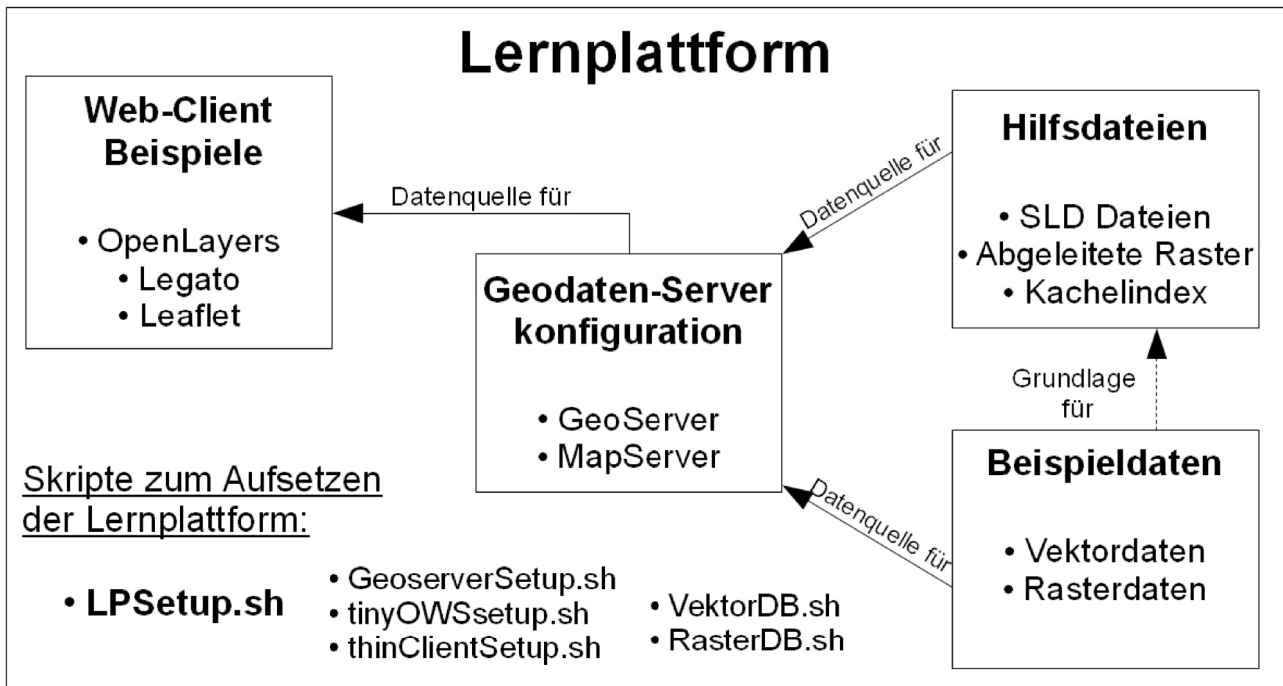 Lernplattform
Web-Client
Beispiele
• OpenLayers
• Legato
• Leaflet
Datenquelle für
Geodaten-Server
konfiguration
• GeoServer
• MapServer
Datenquelle für
Hilfsdateien
• SLD Dateien
• Abgeleitete Raster
• Kachelindex
Grundlage
für
Datenquelle für
Beispieldaten
• Vektordaten
• Rasterdaten
Skripte zum Aufsetzen
der Lernplattform:
• LPSetup.sh
• GeoserverSetup.sh
• tinyOWSsetup.sh
• thinClientSetup.sh
• VektorDB.sh
• RasterDB.sh